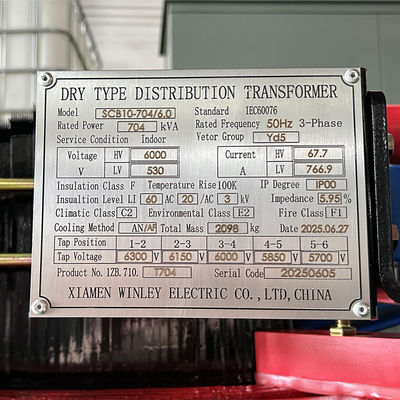 DRY TYPE DISTRIBUTION TRANSFORMER
Model SCB10-704/6.0 Standard IEC60076
Rated Power 704 kVA Rated Frequency 50Hz 3-Phase
Service Condition Indoor Vetor Group Yd5
Voltage HV 6000 Current HV 67.7
V LV 530 A LV 766.9
Insulation Class F Temperature Rise100K IP Degree IP00
Insualtion Level LI 60 AC 20 /AC 3 kV Impedance 5.95%
Climatic Class C2 Environmental Class E2 Fire Class F1
Cooling Method AN/AF Total Mass 2098 kg Date 2025.06.27
Tap Position 1-2 2-3 3-4 4-5 5-6
Tap Voltage 6300 V 6150 V 6000 V 5850 V 5700 V
Product No. 1ZB.710. T704 Serial Code 20250605
XIAMEN WINLEY ELECTRIC CO.,LTD,CHINA